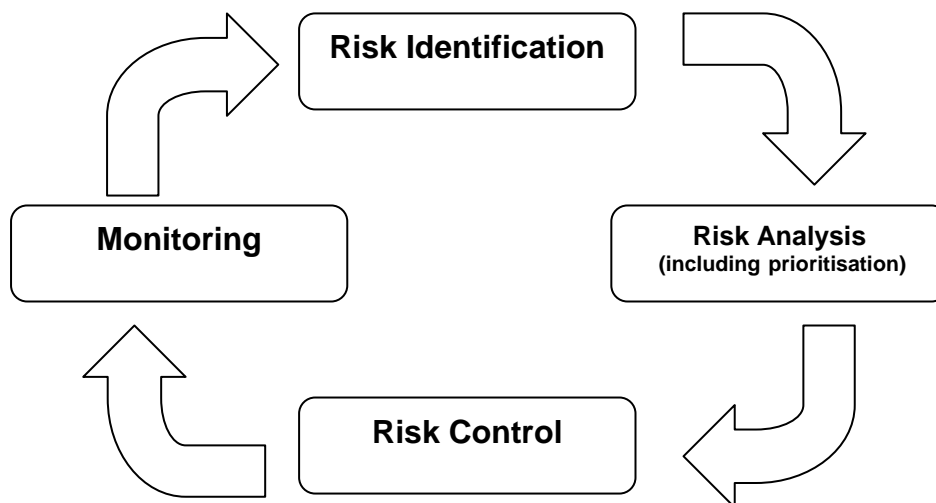 Risk Identification
Monitoring
Risk Analysis
(including prioritisation)
Risk Control